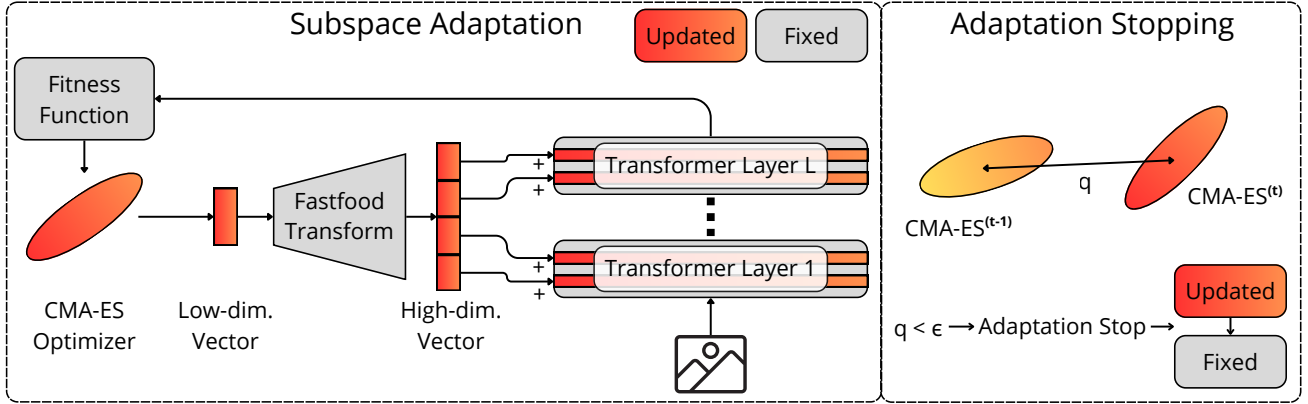 Subspace Adaptation
Updated
Fixed
Fitness
Function
CMA-ES
Optimizer
Low-dim.
Vector
Fastfood
Transform
High-dim.
Vector
+
+
Transformer Layer L
+
+
Transformer Layer 1
Adaptation Stopping
q
CMA-ES(t-1)
CMA-ES(t)
q < ϵ
Adaptation Stop
Updated
Fixed